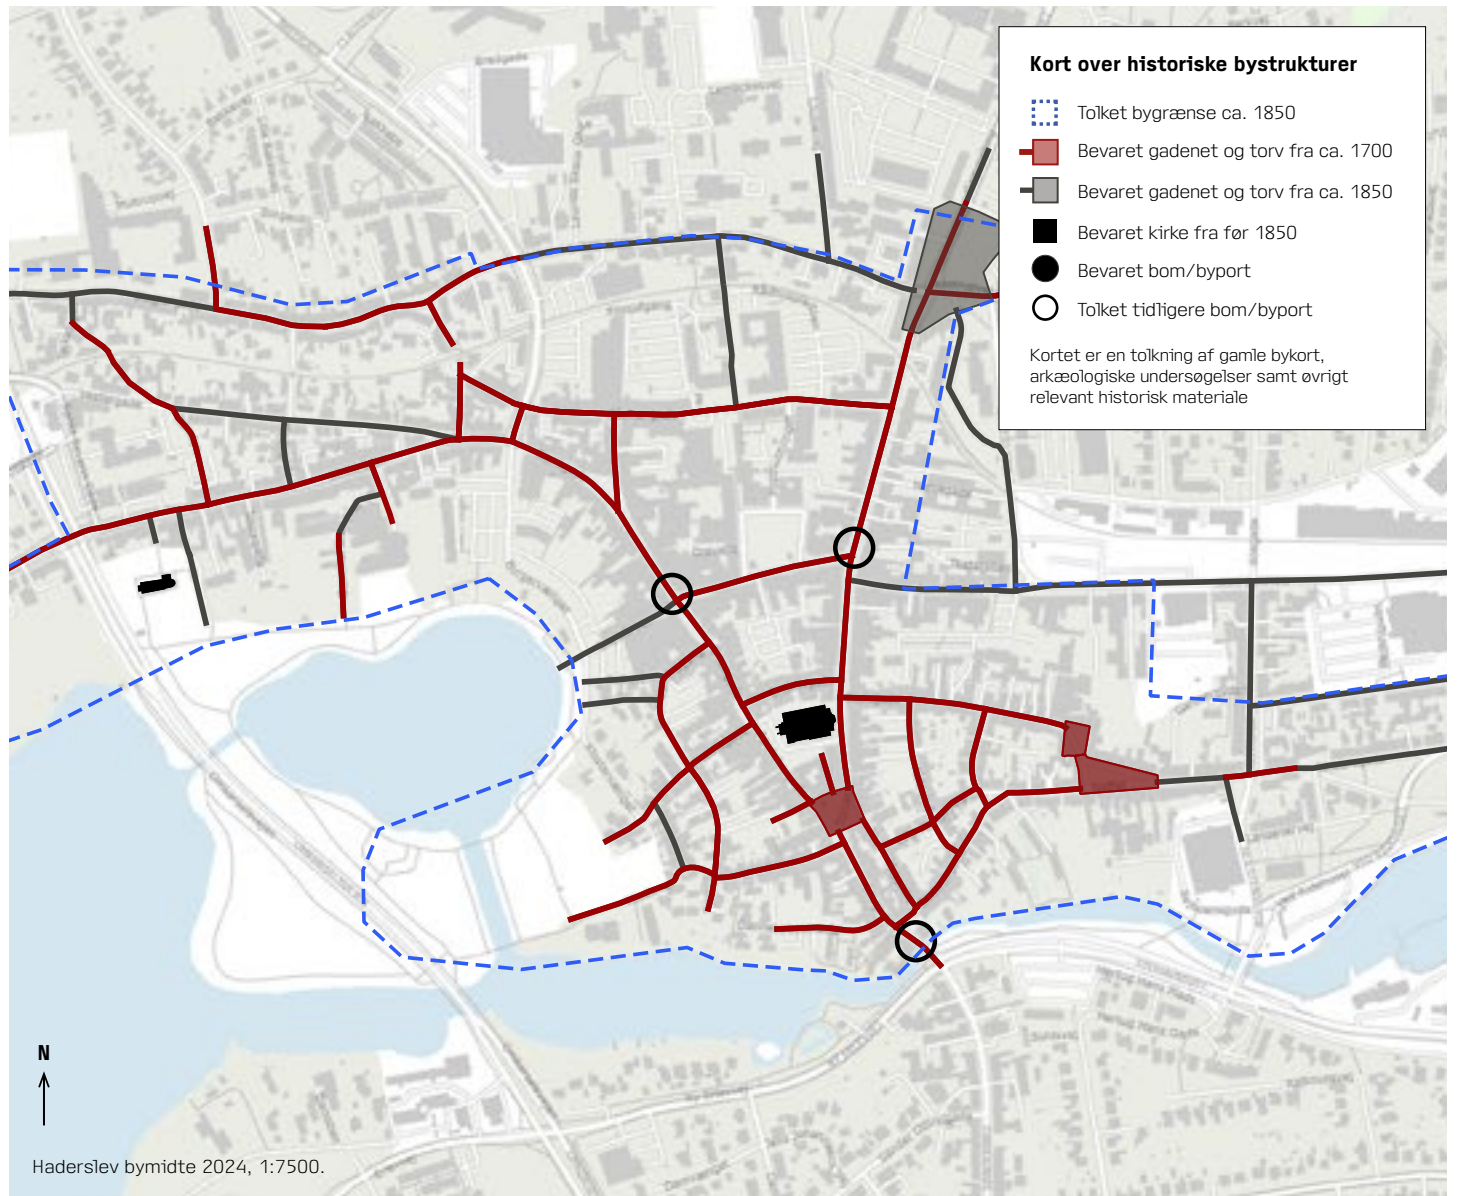 Kort over historiske bystrukturer
Tolket bygrænse ca. 1850
Bevaret gadenet og torv fra ca. 1700
Bevaret gadenet og torv fra ca. 1850
Bevaret kirke fra før 1850
Bevaret bom/byport
Tolket tidligere bom/byport
Kortet er en tolkning af gamle bykort,
arkæologiske undersøgelser samt øvrigt
relevant historisk materiale
N
Haderslev bymidte 2024, 1:7500.